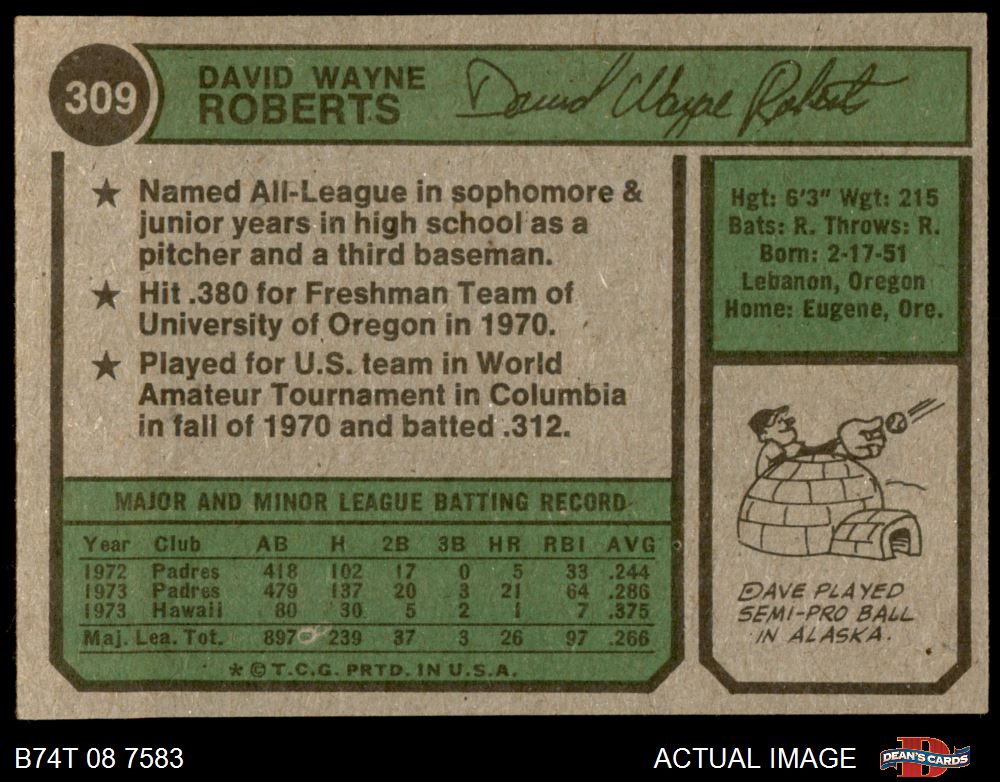 309
DAVID WAYNE
ROBERTS
David Wayne Roberts
★ Named All-League in sophomore &
junior years in high school as a
pitcher and a third baseman.
★ Hit .380 for Freshman Team of
University of Oregon in 1970.
★ Played for U.S. team in World
Amateur Tournament in Columbia
in fall of 1970 and batted .312.
MAJOR AND MINOR LEAGUE BATTING RECORD
Year Club AB H 2B 3B HR RBI AVG
1972 Padres 418 102 17 0 5 33 .244
1973 Padres 479 137 20 3 21 64 .286
1973 Hawaii 80 30 5 2 1 7 .375
Maj. Lea. Tot. 897 239 37 3 26 97 .266
* © T.C.G. PRTD. IN U.S.A.
Hgt: 6'3" Wgt: 215
Bats: R. Throws: R.
Born: 2-17-51
Lebanon, Oregon
Home: Eugene, Ore.
DAVE PLAYED
SEMI-PRO BALL
IN ALASKA.
B74T 08 7583
ACTUAL IMAGE
DEAN'S CARDS